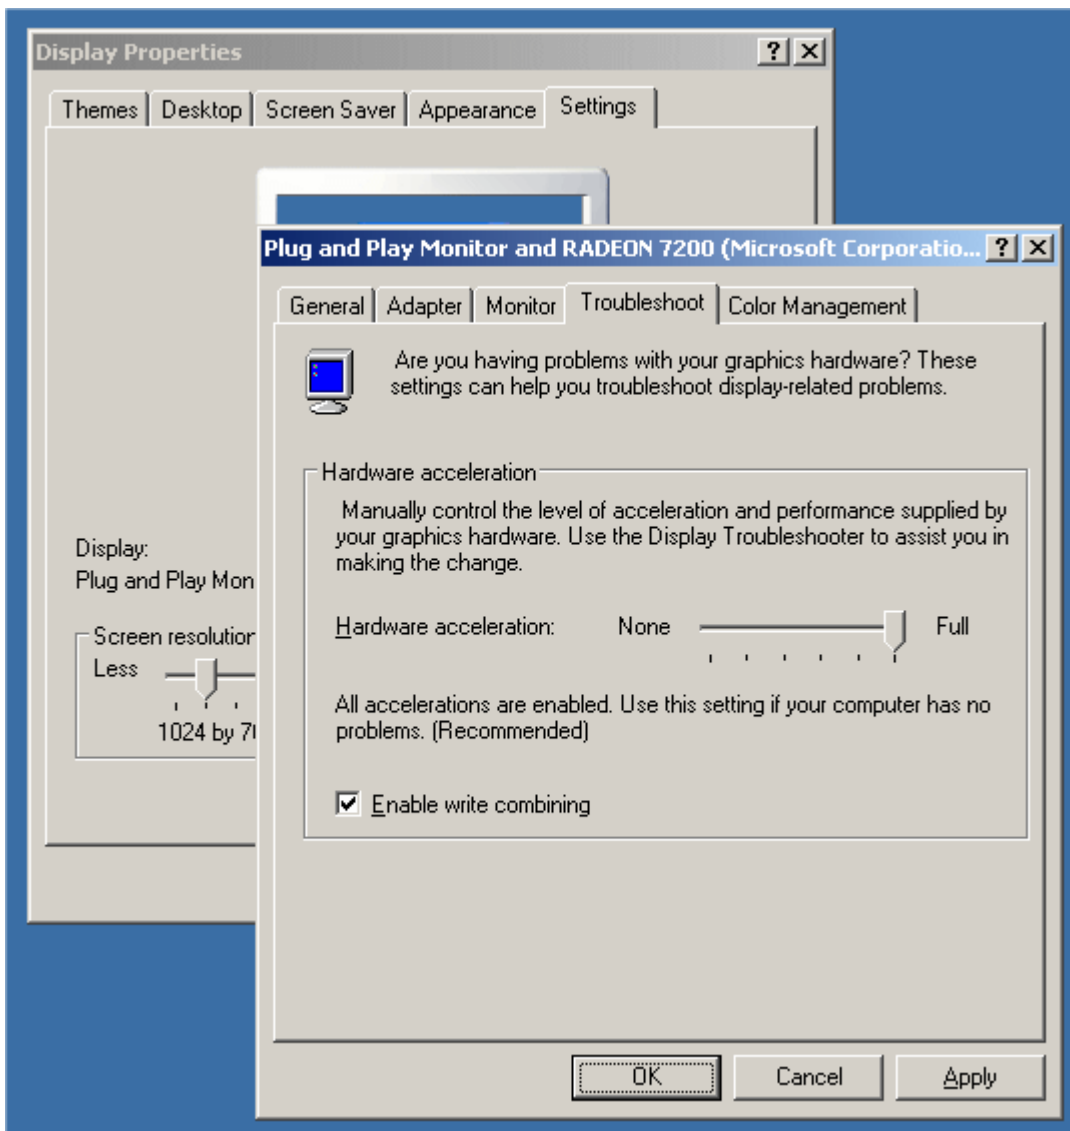 Display Properties
Themes Desktop Screen Saver Appearance Settings
Plug and Play Monitor and RADEON 7200 (Microsoft Corporatio...
General Adapter Monitor Troubleshoot Color Management
Are you having problems with your graphics hardware? These
settings can help you troubleshoot display-related problems.
Hardware acceleration
Manually control the level of acceleration and performance supplied by
your graphics hardware. Use the Display Troubleshooter to assist you in
making the change.
Display:
Plug and Play Mon
Screen resolution
Less
1024 by 7
Hardware acceleration: None Full
All accelerations are enabled. Use this setting if your computer has no
problems. (Recommended)
Enable write combining
OK Cancel Apply